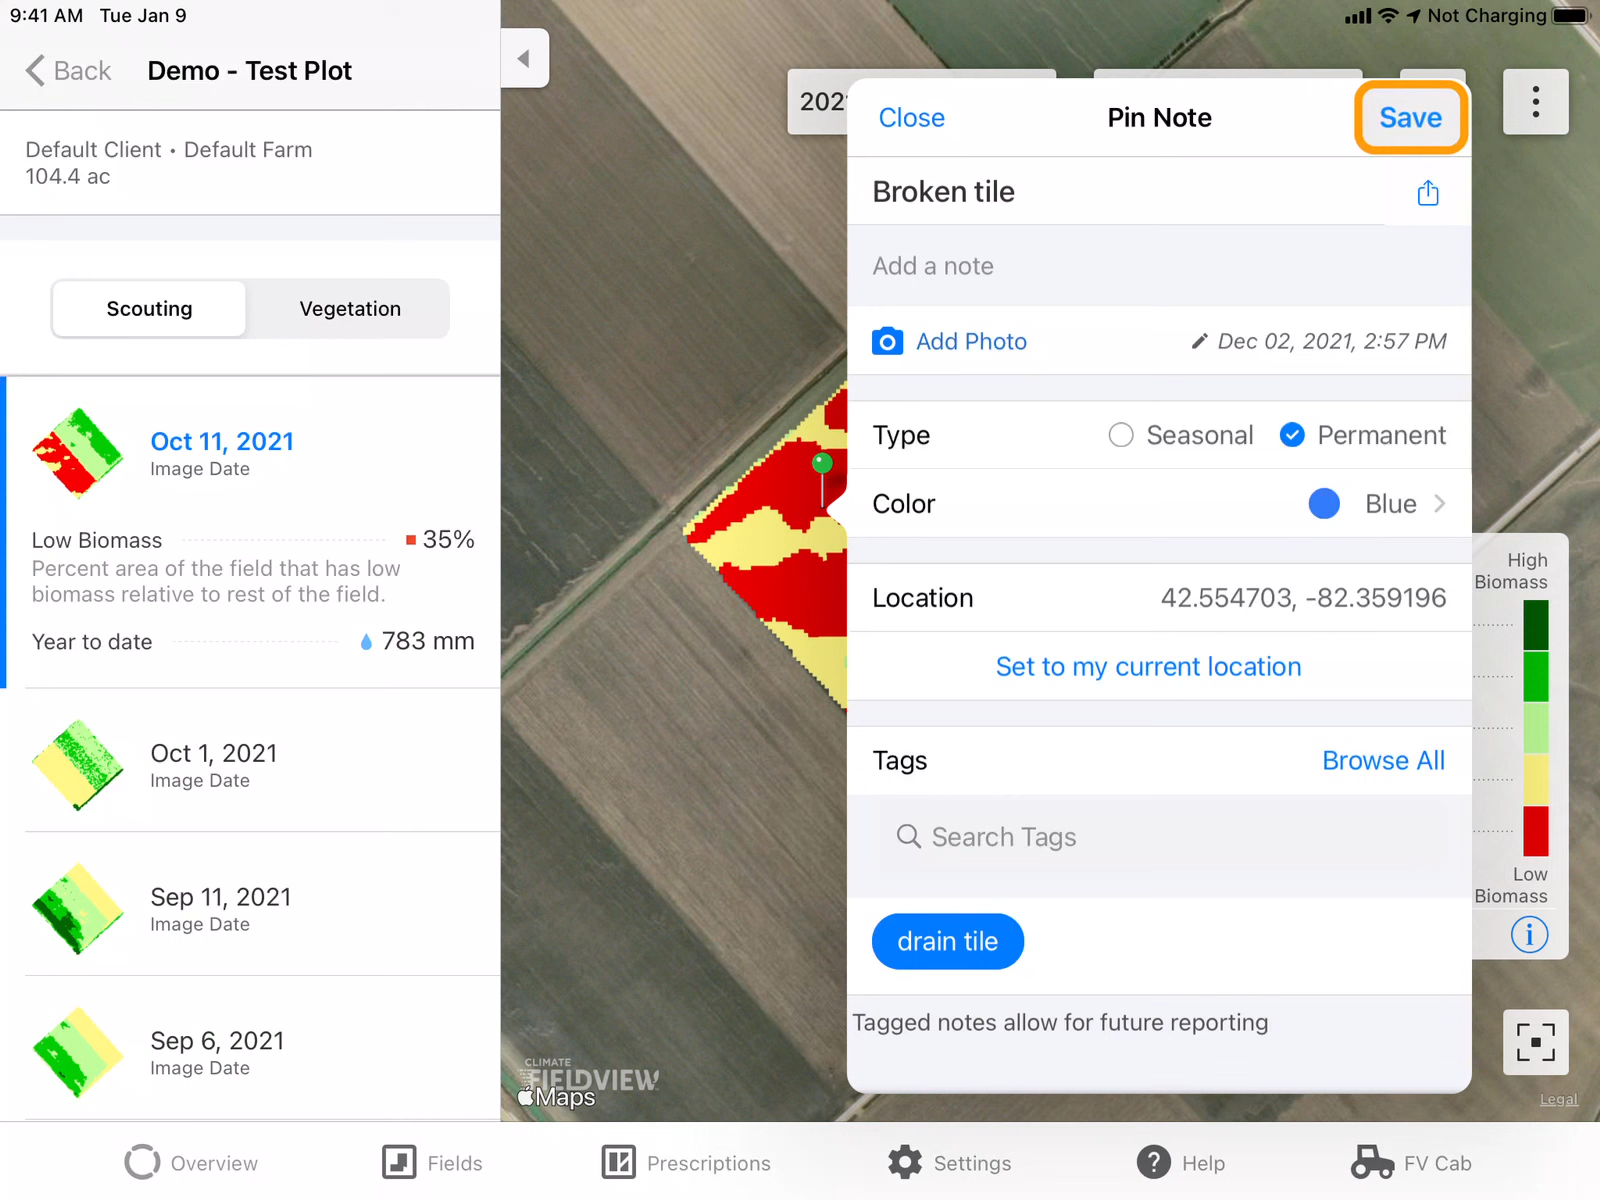 9:41 AM Tue Jan 9
Not Charging
Back
Demo - Test Plot
Default Client • Default Farm
104.4 ac
Scouting
Vegetation
Oct 11, 2021
Image Date
Low Biomass
35%
Percent area of the field that has low
biomass relative to rest of the field.
Year to date
783 mm
Oct 1, 2021
Image Date
Sep 11, 2021
Image Date
Sep 6, 2021
Image Date
202
Close
Pin Note
Save
Broken tile
Add a note
Add Photo
Dec 02, 2021, 2:57 PM
Type
Seasonal
Permanent
Color
Blue
Location
42.554703, -82.359196
Set to my current location
Tags
Browse All
Search Tags
drain tile
Tagged notes allow for future reporting
High
Biomass
Low
Biomass
i
CLIMATE
FIELDVIEW
Maps
Legal
Overview
Fields
Prescriptions
Settings
? Help
FV Cab